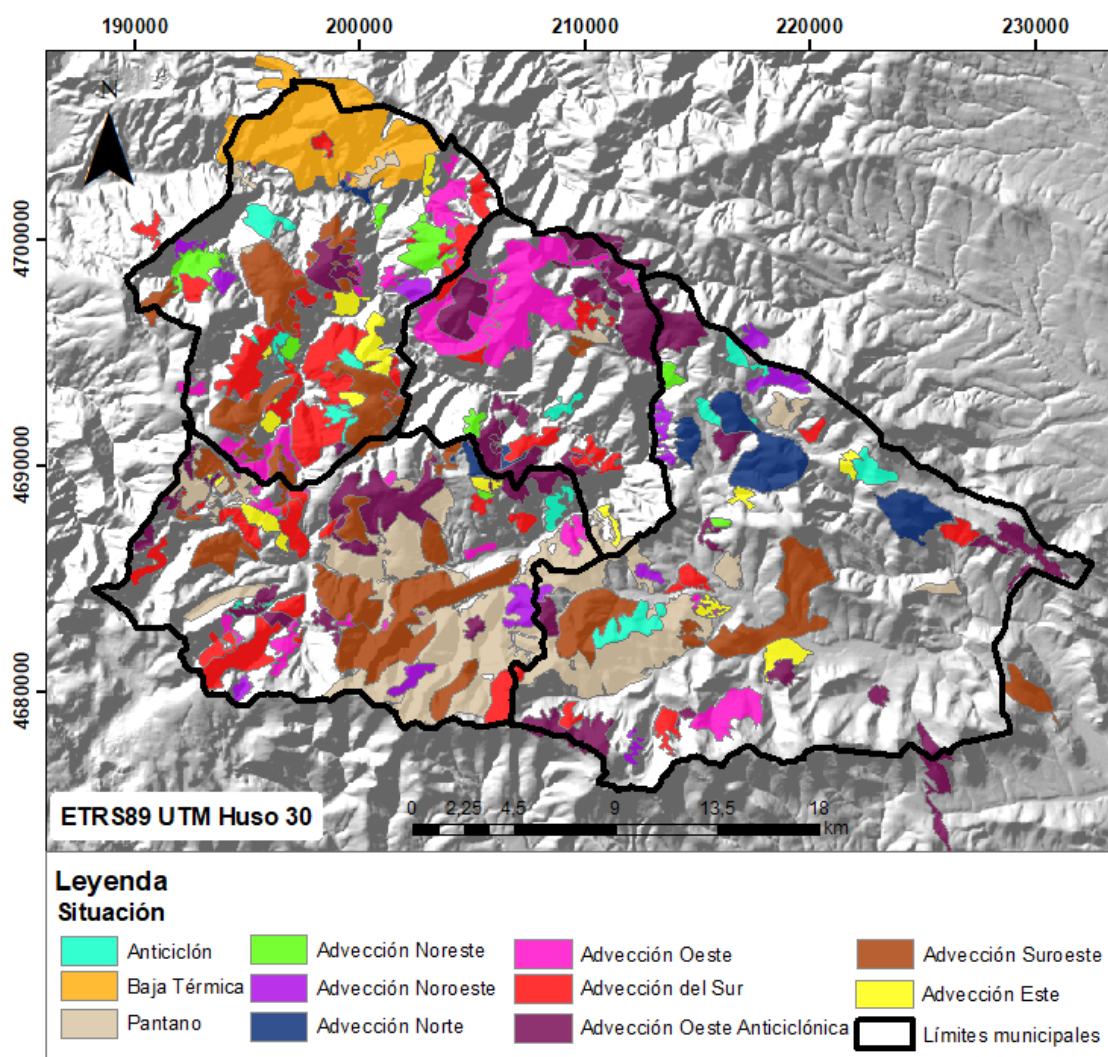 190000 200000 210000 220000 230000
N
4700000
4690000
4680000
ETRS89 UTM Huso 30
0 2,25 4,5 9 13,5 18
km
Leyenda
Situación
Anticiclón
Baja Térmica
Pantano
Advección Noreste
Advección Noroeste
Advección Norte
Advección Oeste
Advección del Sur
Advección Oeste Anticiclónica
Advección Suroeste
Advección Este
Límites municipales